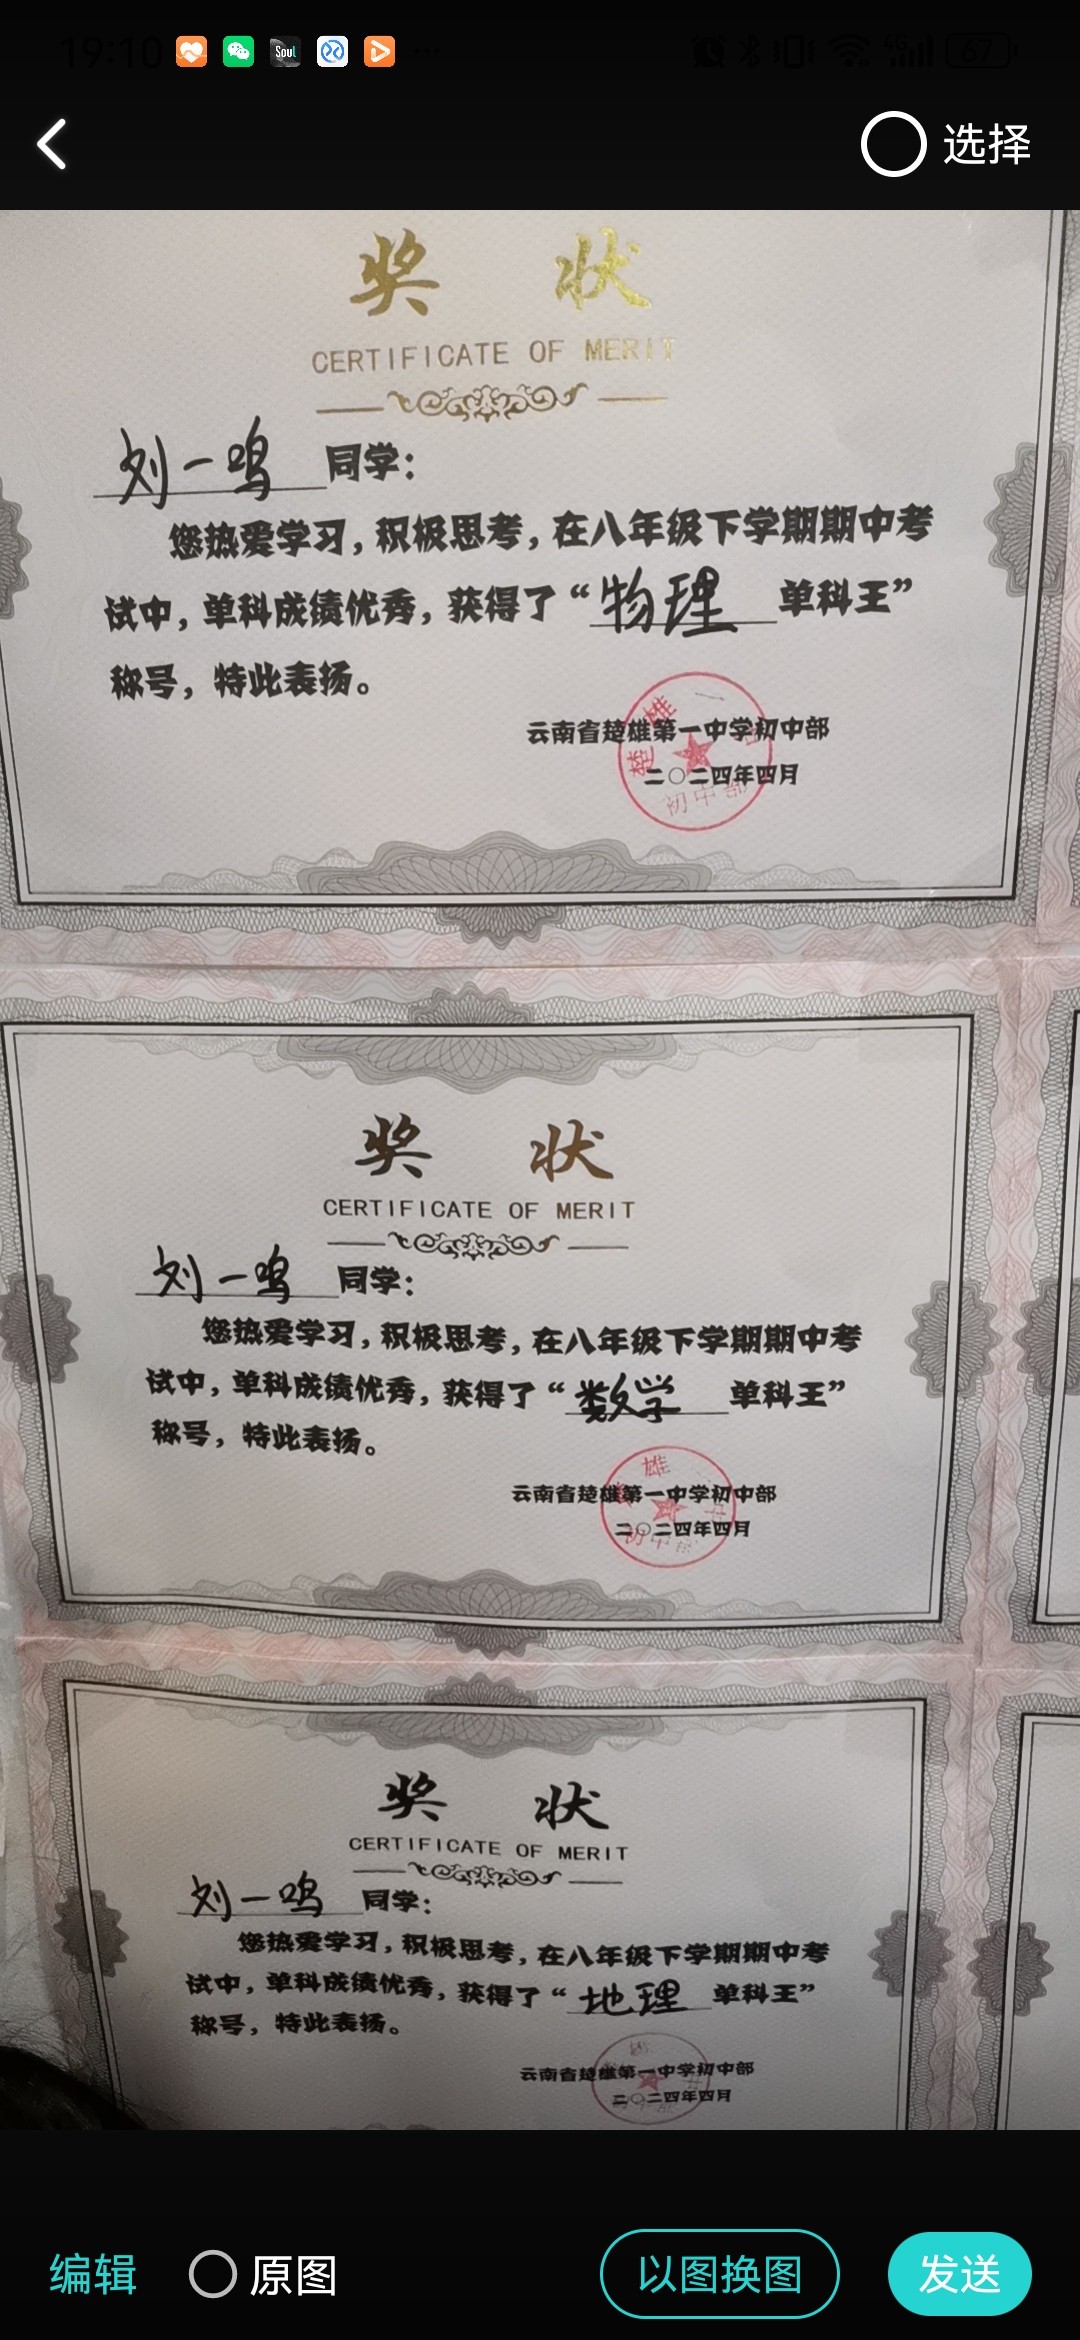 19:10
Soul
67
选择
奖 状
CERTIFICATE OF MERIT
刘一鸣 同学：
您热爱学习，积极思考，在八年级下学期期中考
试中，单科成绩优秀，获得了“物理 单科王”
称号，特此表扬。
云南省楚雄第一中学初中部
二〇二四年四月
奖 状
CERTIFICATE OF MERIT
刘一鸣 同学：
您热爱学习，积极思考，在八年级下学期期中考
试中，单科成绩优秀，获得了“数学 单科王”
称号，特此表扬。
云南省楚雄第一中学初中部
二〇二四年四月
奖 状
CERTIFICATE OF MERIT
刘一鸣 同学：
您热爱学习，积极思考，在八年级下学期期中考
试中，单科成绩优秀，获得了“地理 单科王”
称号，特此表扬。
云南省楚雄第一中学初中部
二〇二四年四月
编辑 原图 以图换图 发送